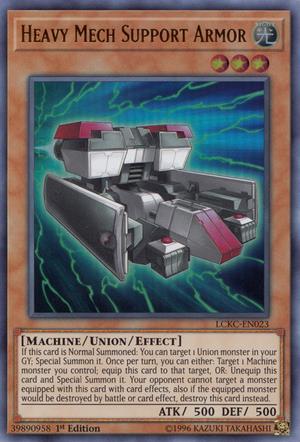 HEAVY MECH SUPPORT ARMOR
LIGHT
光
LCKC-EN023
[MACHINE/UNION/EFFECT]
If this card is Normal Summoned: You can target 1 Union monster in
your GY; Special Summon it. Once per turn, you can either: Target 1 Machine
monster you control; equip this card to that target, OR: Unequip this
card and Special Summon it. Your opponent cannot target a monster
equipped with this card with card effects, also if the equipped monster
would be destroyed by battle or card effect, destroy this card instead.
ATK/ 500 DEF/ 500
39890958 1st Edition ©1996 KAZUKI TAKAHASHI